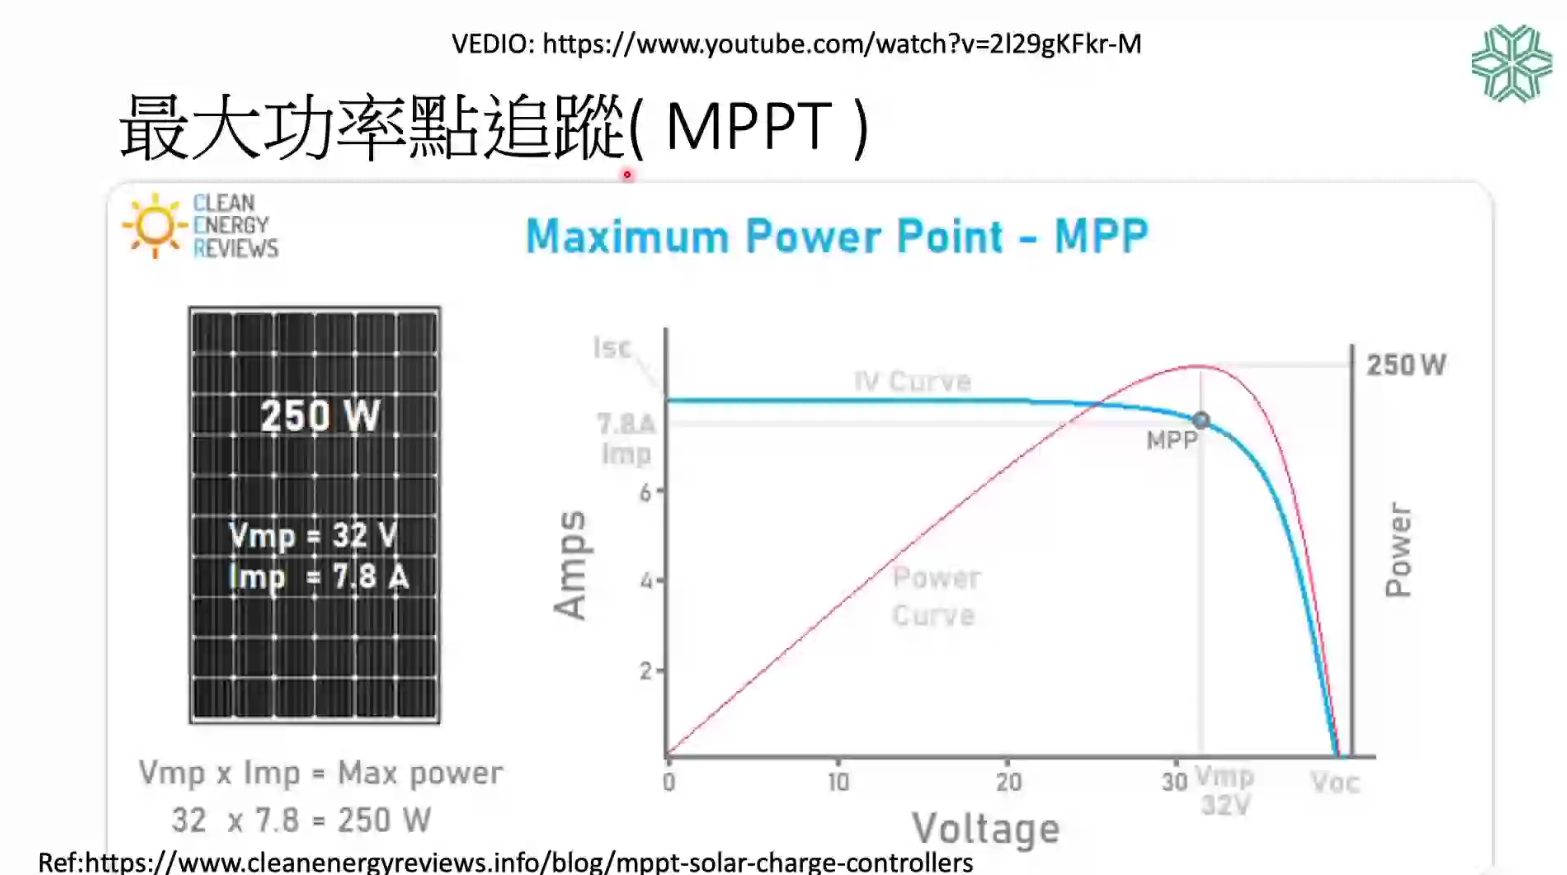 VEDIO: https://www.youtube.com/watch?v=2l29gKFkr-M
最大功率點追蹤( MPPT )
CLEAN
ENERGY
REVIEWS
Maximum Power Point - MPP
250 W
Vmp = 32 V
Imp = 7.8 A
Vmp x Imp = Max power
32 x 7.8 = 250 W
Isc
IV Curve
250 W
7.8A
Imp
MPP
6
4
2
Amps
Power
Curve
Power
0
10
20
30
Vmp
32V
Voc
Voltage
Ref:https://www.cleanenergyreviews.info/blog/mppt-solar-charge-controllers